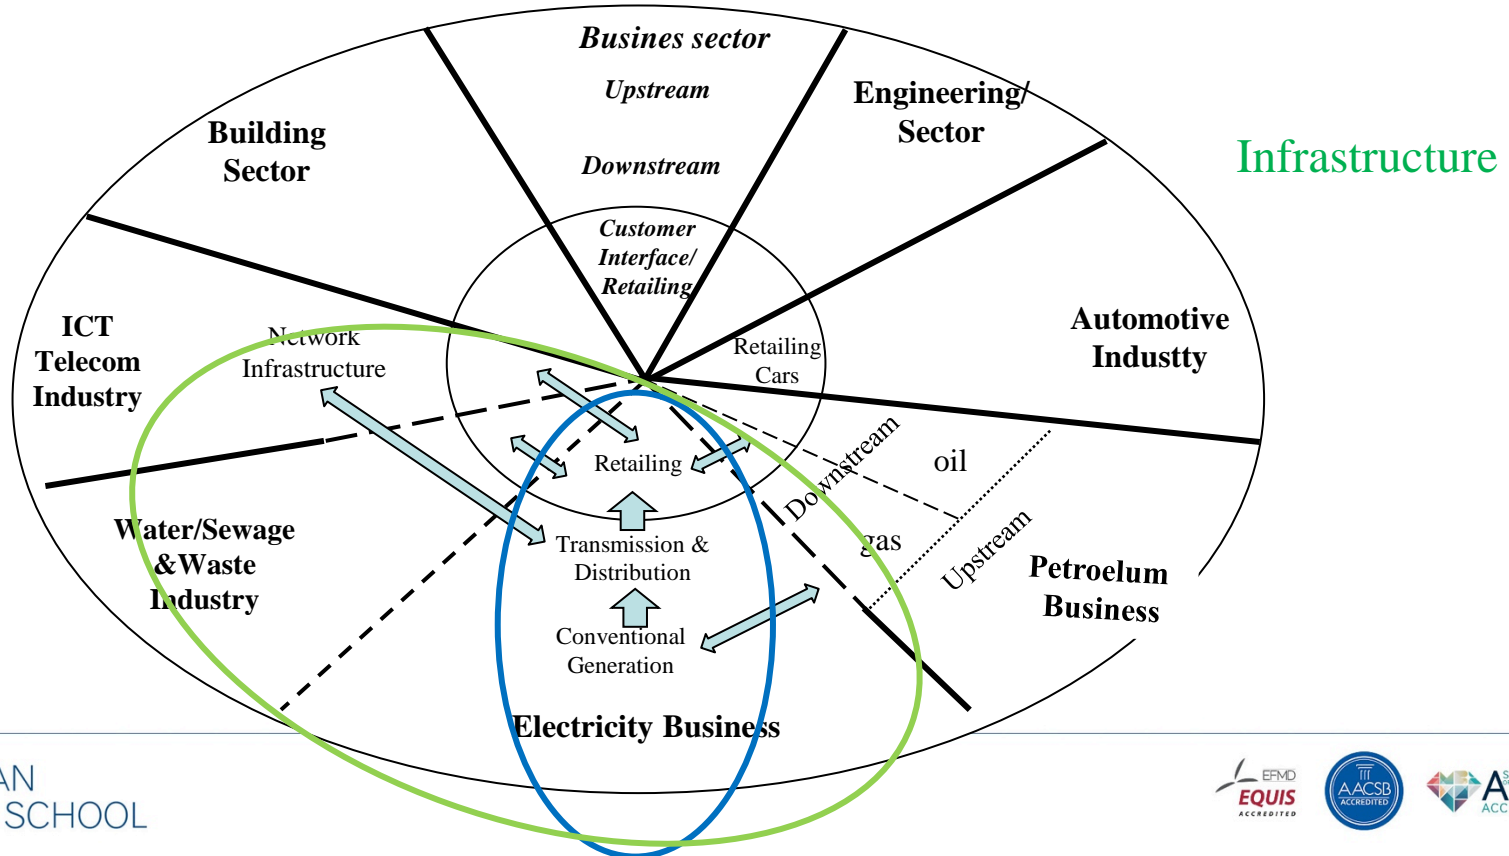 Busines sector
Upstream
Downstream
Customer
Interface/
Retailing
Engineering/
Sector
Infrastructure
Building
Sector
ICT
Telecom
Industry
Network
Infrastructure
Retailing
Cars
Automotive
Industty
Retailing
Downstream
oil
gas
Upstream
Petroelum
Business
Water/Sewage
&Waste
Industry
Transmission &
Distribution
Conventional
Generation
Electricity Business
AN
SCHOOL
EFMD
EQUIS
ACCREDITED
AACSB
ACCREDITED
A
ACC